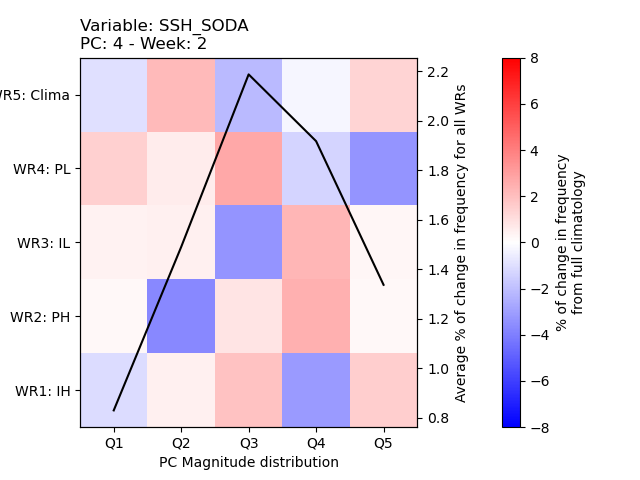 Variable: SSH_SODA
PC: 4 - Week: 2
WR5: Clima
WR4: PL
WR3: IL
WR2: PH
WR1: IH
Q1 Q2 Q3 Q4 Q5
PC Magnitude distribution
2.2
2.0
1.8
1.6
1.4
1.2
1.0
0.8
Average % of change in frequency for all WRs
8
6
4
2
0
−2
−4
−6
−8
% of change in frequency
from full climatology